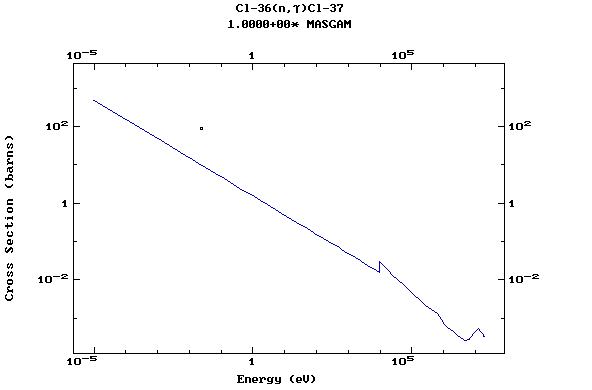 Cl-36(n,γ)Cl-37
1.0000+00* MASGAM
10⁻⁵ 1 10⁵
10² 10²
1 1
10⁻² 10⁻²
10⁻⁵ 1 10⁵
Cross Section (barns)
Energy (eV)